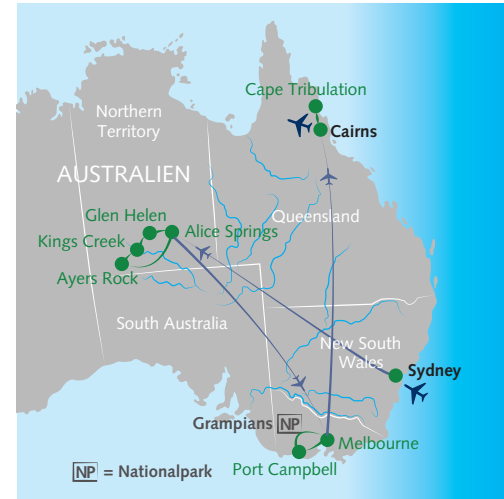 Cape Tribulation
Northern
Territory
Cairns
AUSTRALIEN
Glen Helen
Queensland
Kings Creek
Alice Springs
Ayers Rock
South Australia
New South
Wales
Sydney
Grampians NP
Melbourne
Port Campbell
NP = Nationalpark